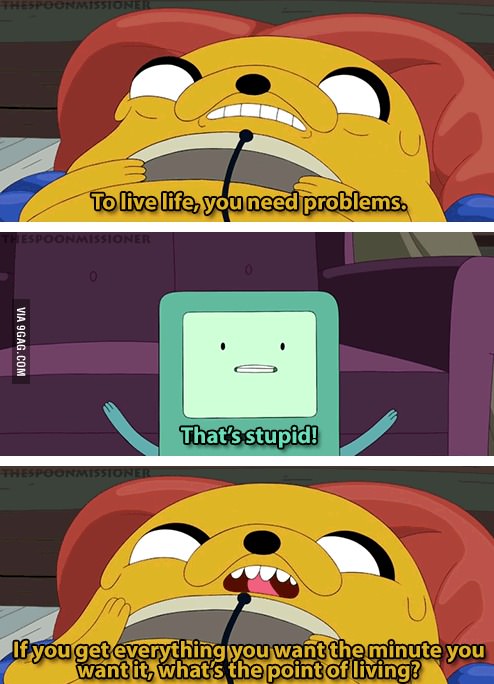 THESPOONMISSIONER
To live life, you need problems.
THESPOONMISSIONER
VIA 9GAG.COM
That's stupid!
THESPOONMISSIONER
If you get everything you want the minute you
want it, what's the point of living?